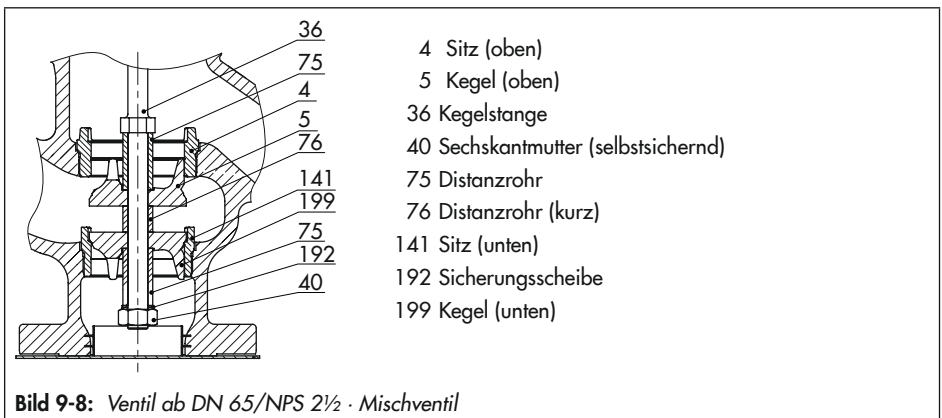 36
75
4
5
76
141
199
75
192
40
4 Sitz (oben)
5 Kegel (oben)
36 Kegelstange
40 Sechskantmutter (selbstsichernd)
75 Distanzrohr
76 Distanzrohr (kurz)
141 Sitz (unten)
192 Sicherungsscheibe
199 Kegel (unten)
Bild 9-8: Ventil ab DN 65/NPS 2½ · Mischventil